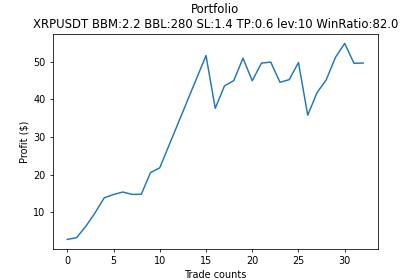 Portfolio
XRPUSDT BBM:2.2 BBL:280 SL:1.4 TP:0.6 lev:10 WinRatio:82.0
50
40
30
20
10
Profit ($)
0 5 10 15 20 25 30
Trade counts